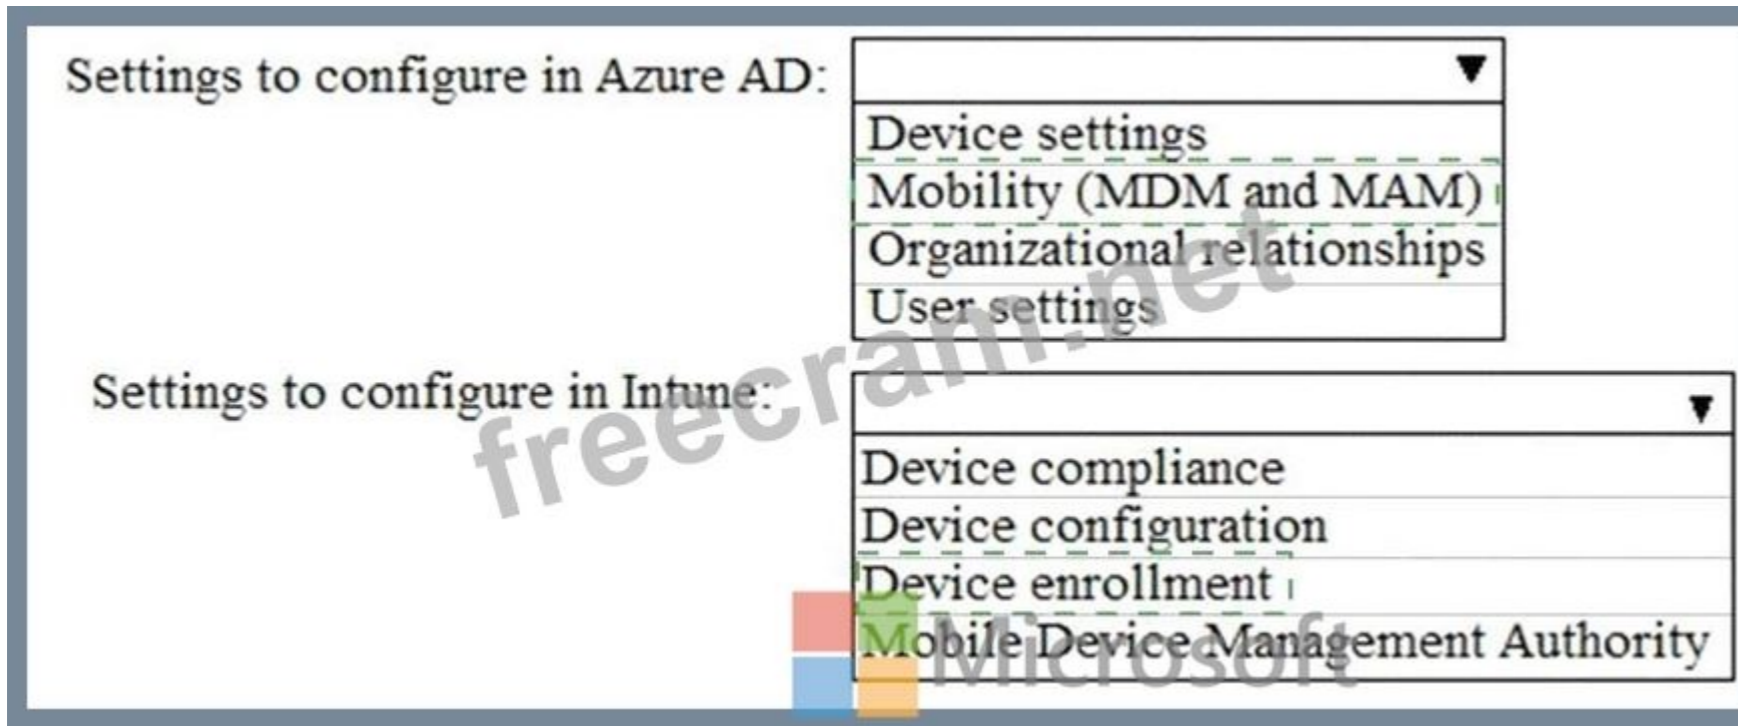 Settings to configure in Azure AD:
Device settings
Mobility (MDM and MAM)
Organizational relationships
User settings
Settings to configure in Intune:
Device compliance
Device configuration
Device enrollment
Mobile Device Management Authority
freecram.net
Microsoft